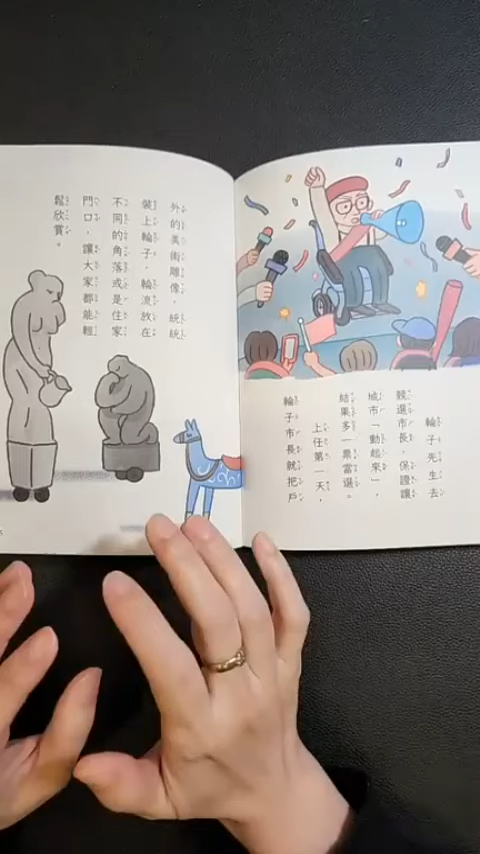 輪子先生去
競選市長，保證讓
城市「動起來」，
結果多一票當選。
上任第一天，
輪子市長就把戶
外的美術雕像，統統
裝上輪子，輪流放在
不同的角落或是住家
門口，讓大家都能輕
鬆欣賞。